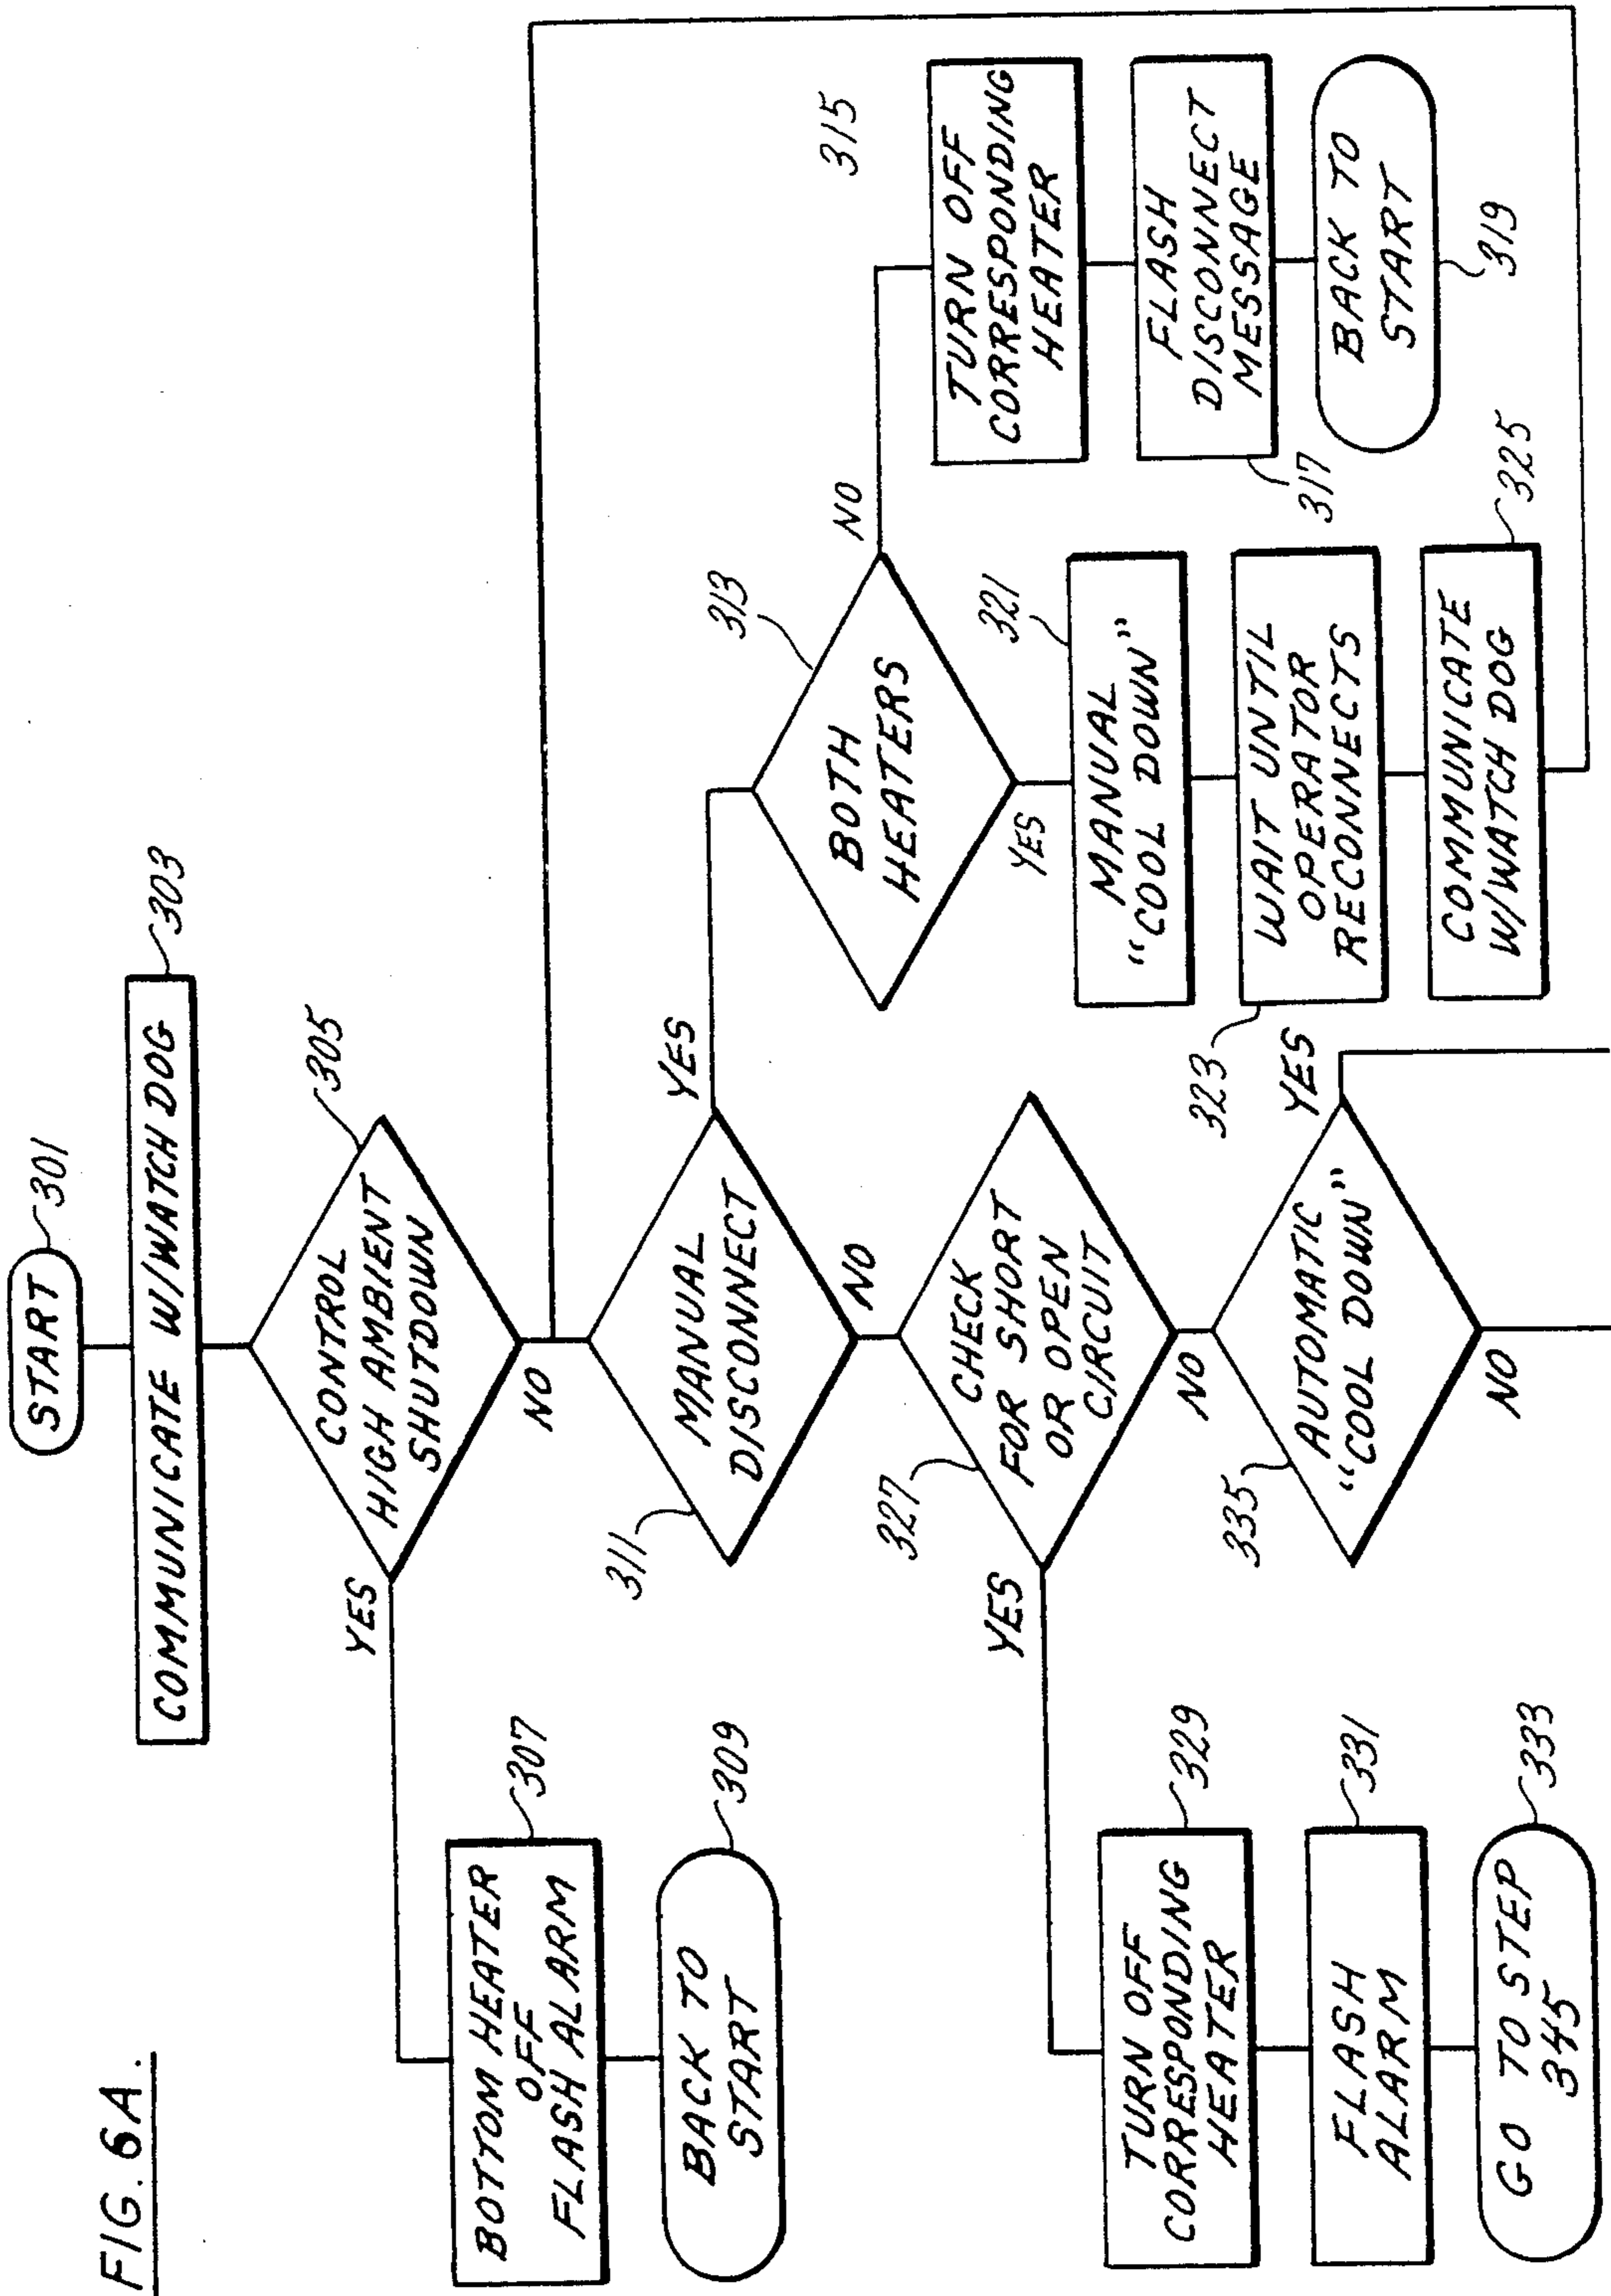 FIG. 6A.
START
301
COMMUNICATE W/WATCH DOG
303
CONTROL
HIGH AMBIENT
SHUTDOWN
305
YES
NO
BOTTOM HEATER
OFF
FLASH ALARM
307
BACK TO
START
309
MANUAL
DISCONNECT
311
YES
NO
BOTH
HEATERS
313
NO
YES
TURN OFF
CORRESPONDING
HEATER
315
FLASH
DISCONNECT
MESSAGE
317
BACK TO
START
319
MANUAL
"COOL DOWN"
321
WAIT UNTIL
OPERATOR
RECONNECTS
323
COMMUNICATE
W/WATCH DOG
325
CHECK
FOR SHORT
OR OPEN
CIRCUIT
327
YES
NO
TURN OFF
CORRESPONDING
HEATER
329
FLASH
ALARM
331
GO TO STEP
345
333
AUTOMATIC
"COOL DOWN"
335
YES
NO